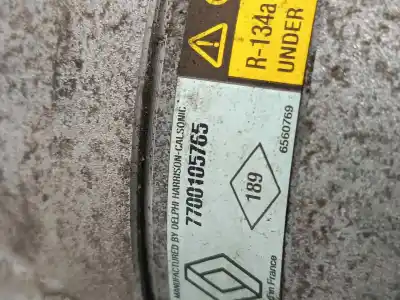 R-134a
UNDER
MANUFACTURED BY DELPHI HARRISON-CALSONIC
7700105765
189
6560769
in France